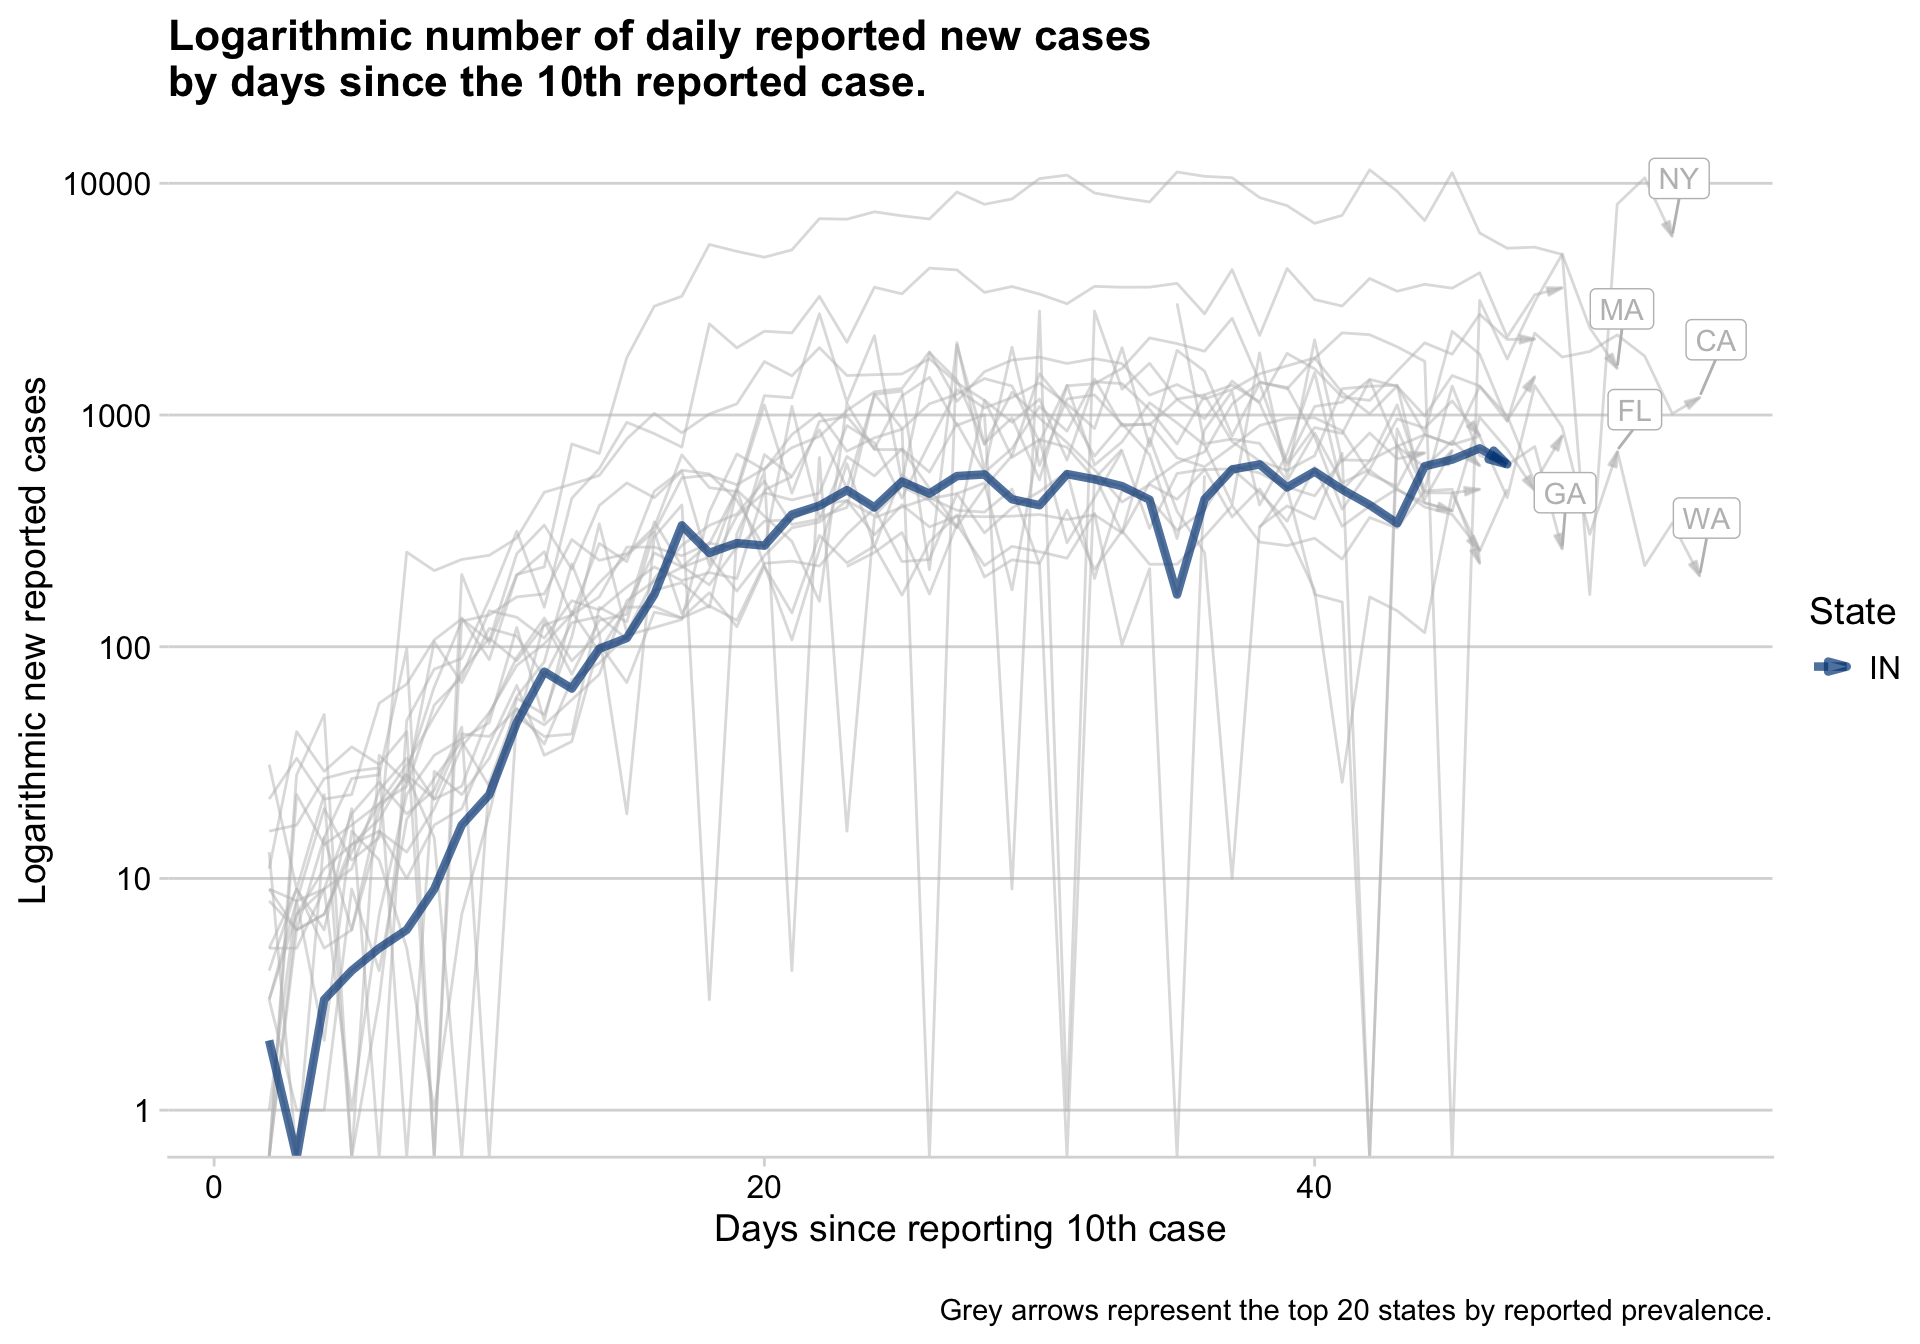 Logarithmic number of daily reported new cases
by days since the 10th reported case.
Logarithmic new reported cases
10000
1000
100
10
1
NY
MA
CA
FL
GA
WA
State
IN
0
20
40
Days since reporting 10th case
Grey arrows represent the top 20 states by reported prevalence.